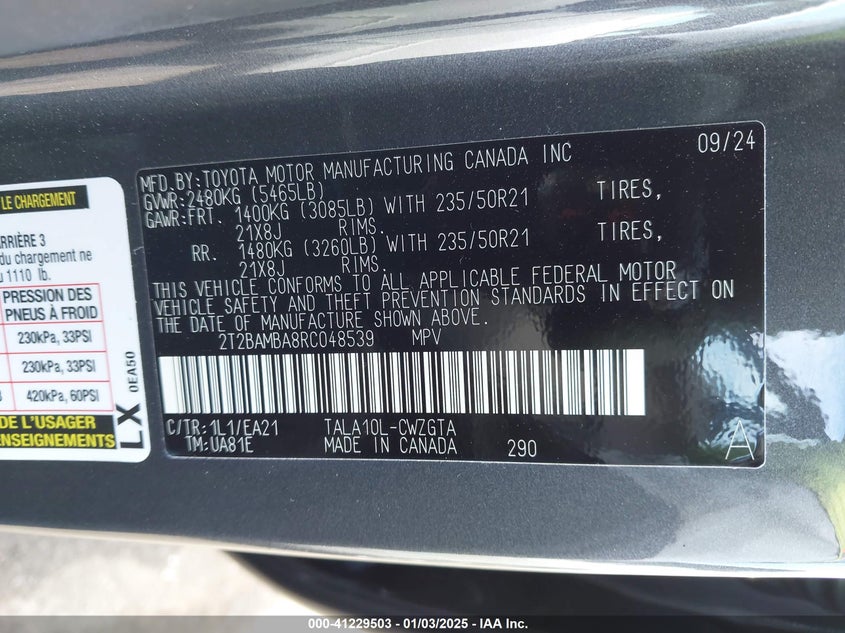 LE CHARGEMENT
ARRIÈRE 3
du chargement ne
1110 lb.
PRESSION DES
PNEUS À FROID
230kPa, 33PSI
230kPa, 33PSI
420kPa, 60PSI
DE L'USAGER
RENSEIGNEMENTS
LX 0EA50
MFD.BY:TOYOTA MOTOR MANUFACTURING CANADA INC 09/24
GVWR:2480KG (5465LB)
GAWR:FRT. 1400KG (3085LB) WITH 235/50R21 TIRES,
21X8J RIMS.
RR. 1480KG (3260LB) WITH 235/50R21 TIRES,
21X8J RIMS.
THIS VEHICLE CONFORMS TO ALL APPLICABLE FEDERAL MOTOR
VEHICLE SAFETY AND THEFT PREVENTION STANDARDS IN EFFECT ON
THE DATE OF MANUFACTURE SHOWN ABOVE.
2T2BAMBA8RC048539 MPV
C/TR:1L1/EA21 TALA10L-CWZGTA
TM:UA81E MADE IN CANADA 290 A
000-41229503 - 01/03/2025 - IAA Inc.